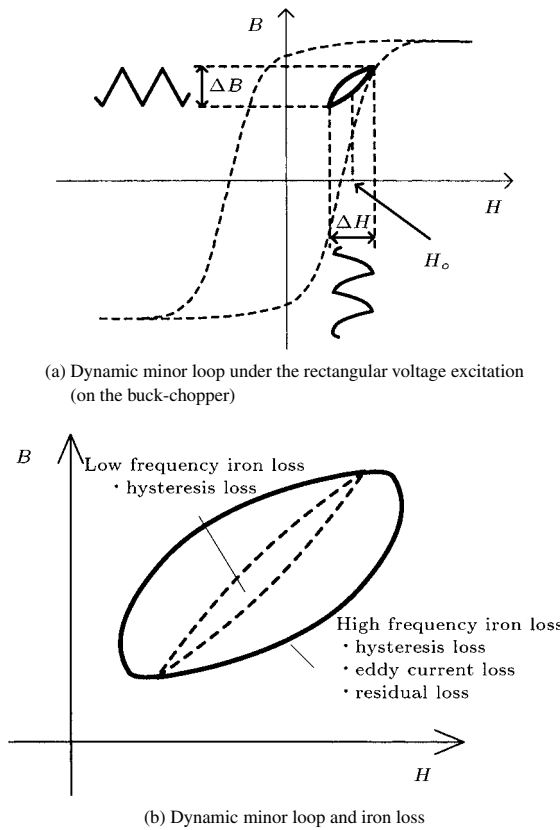 B
ΔB
H
ΔH
Hₒ
(a) Dynamic minor loop under the rectangular voltage excitation
(on the buck-chopper)
B
Low frequency iron loss
・hysteresis loss
High frequency iron loss
・hysteresis loss
・eddy current loss
・residual loss
H
(b) Dynamic minor loop and iron loss